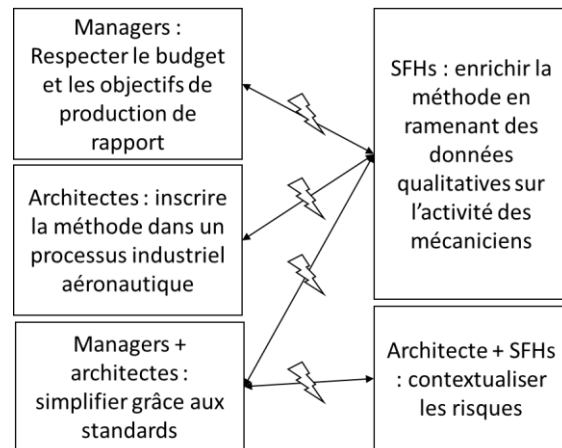 Managers :
Respecter le budget
et les objectifs de
production de
rapport
Architectes : inscrire
la méthode dans un
processus industriel
aéronautique
Managers +
architectes :
simplifier grâce aux
standards
SFHs : enrichir la
méthode en
ramenant des
données
qualitatives sur
l’activité des
mécaniciens
Architecte + SFHs
: contextualiser
les risques